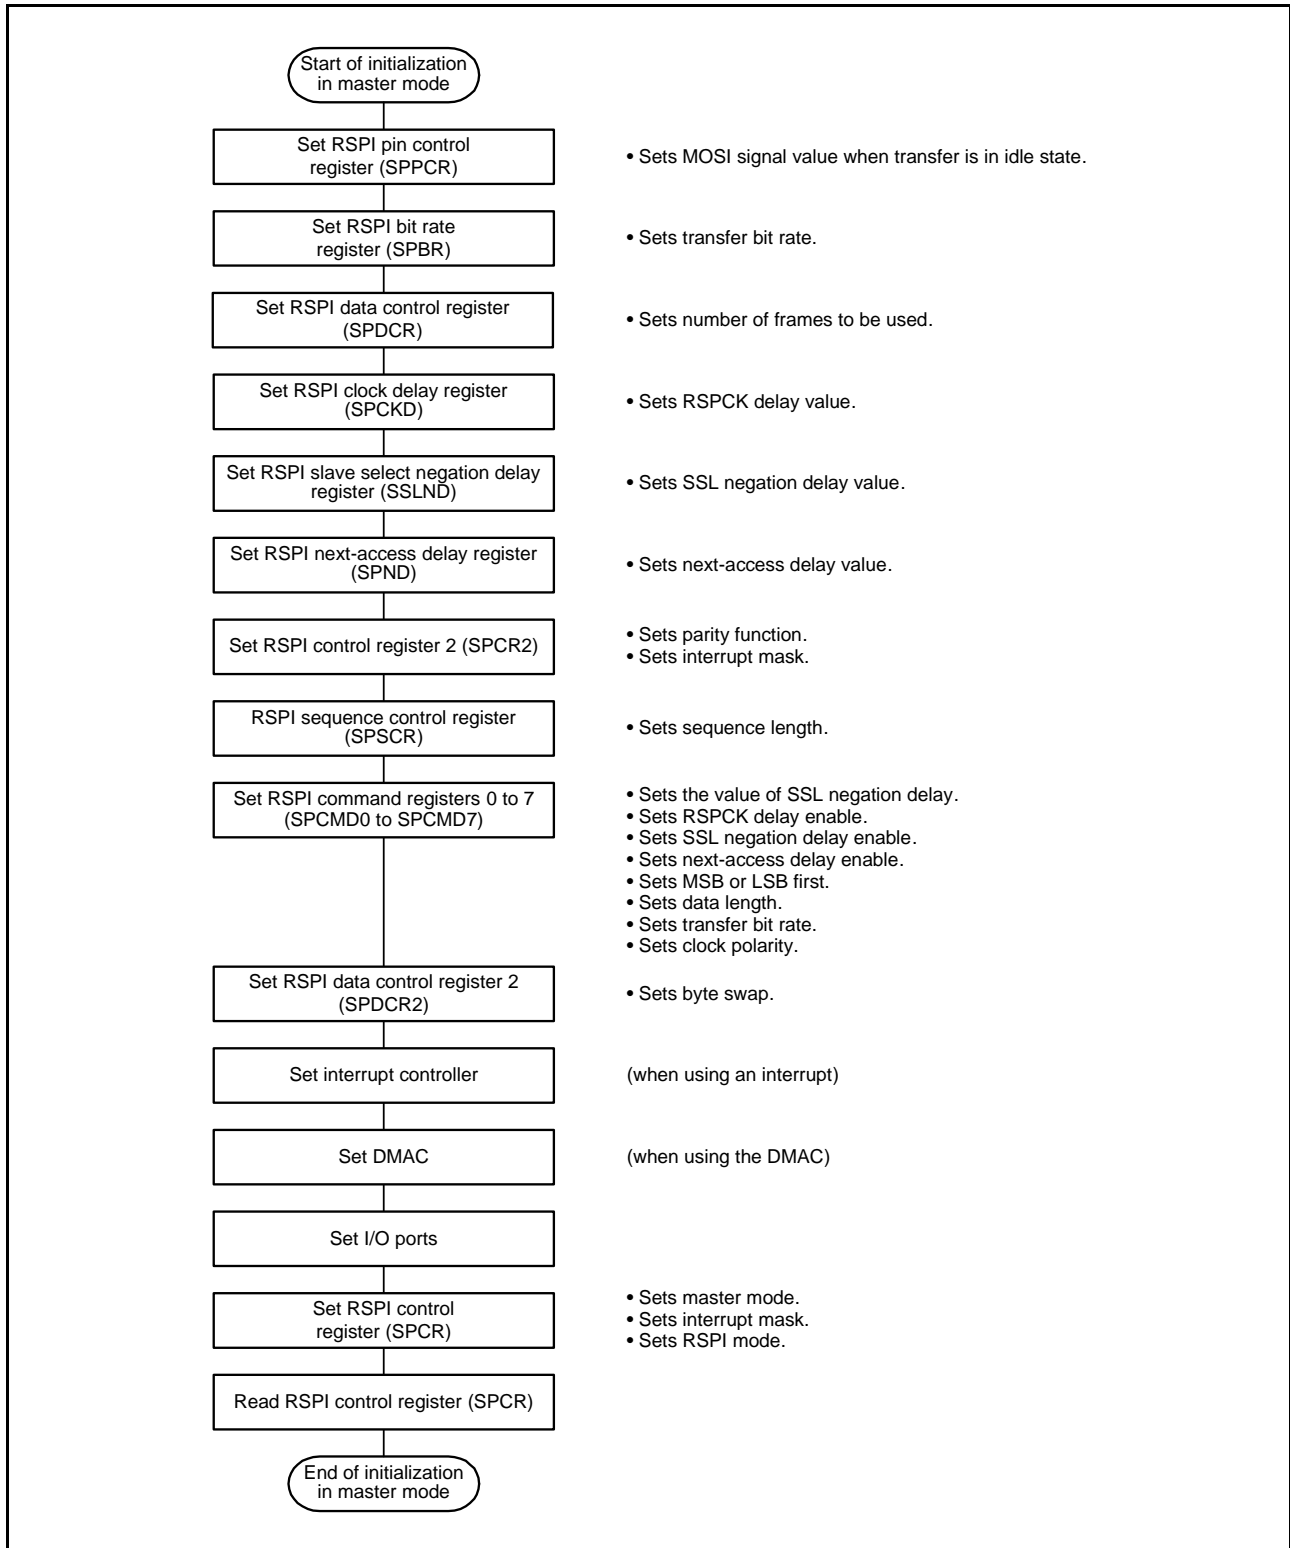 Start of initialization
in master mode
Set RSPI pin control
register (SPPCR)
• Sets MOSI signal value when transfer is in idle state.
Set RSPI bit rate
register (SPBR)
• Sets transfer bit rate.
Set RSPI data control register
(SPDCR)
• Sets number of frames to be used.
Set RSPI clock delay register
(SPCKD)
• Sets RSPCK delay value.
Set RSPI slave select negation delay
register (SSLND)
• Sets SSL negation delay value.
Set RSPI next-access delay register
(SPND)
• Sets next-access delay value.
Set RSPI control register 2 (SPCR2)
• Sets parity function.
• Sets interrupt mask.
RSPI sequence control register
(SPSCR)
• Sets sequence length.
Set RSPI command registers 0 to 7
(SPCMD0 to SPCMD7)
• Sets the value of SSL negation delay.
• Sets RSPCK delay enable.
• Sets SSL negation delay enable.
• Sets next-access delay enable.
• Sets MSB or LSB first.
• Sets data length.
• Sets transfer bit rate.
• Sets clock polarity.
Set RSPI data control register 2
(SPDCR2)
• Sets byte swap.
Set interrupt controller
(when using an interrupt)
Set DMAC
(when using the DMAC)
Set I/O ports
Set RSPI control
register (SPCR)
• Sets master mode.
• Sets interrupt mask.
• Sets RSPI mode.
Read RSPI control register (SPCR)
End of initialization
in master mode